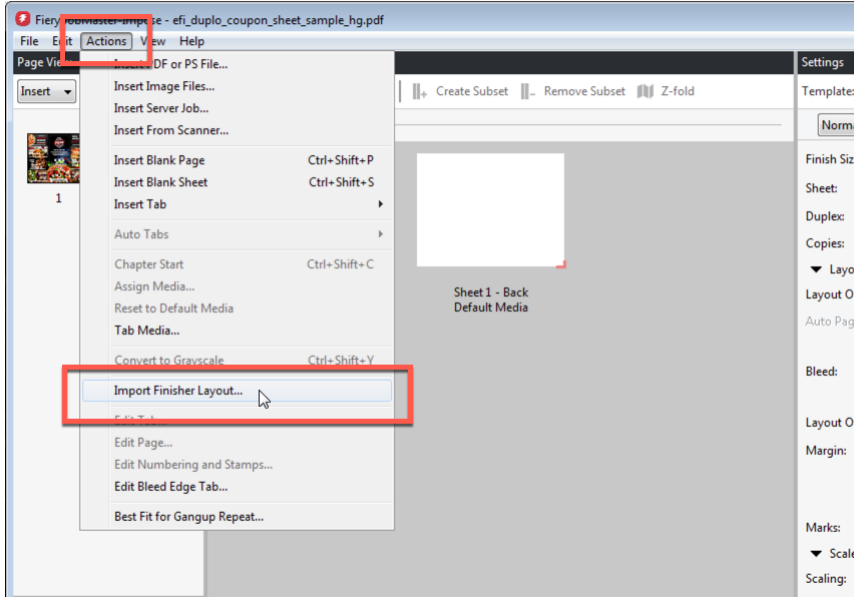 Fiery JobMaster-Impose - efi_duplo_coupon_sheet_sample_hg.pdf
File Edit Actions View Help
Page View
Settings
Insert
Create Subset
Remove Subset
Z-fold
Template:
Insert PDF or PS File...
Insert Image Files...
Insert Server Job...
Insert From Scanner...
Insert Blank Page Ctrl+Shift+P
Insert Blank Sheet Ctrl+Shift+S
Insert Tab
Auto Tabs
Chapter Start Ctrl+Shift+C
Assign Media...
Reset to Default Media
Tab Media...
Convert to Grayscale Ctrl+Shift+Y
Import Finisher Layout...
Edit Tab...
Edit Page...
Edit Numbering and Stamps...
Edit Bleed Edge Tab...
Best Fit for Gangup Repeat...
1
Sheet 1 - Back
Default Media
Norma
Finish Siz
Sheet:
Duplex:
Copies:
Layo
Layout O
Auto Pag
Bleed:
Layout O
Margin:
Marks:
Scale
Scaling: